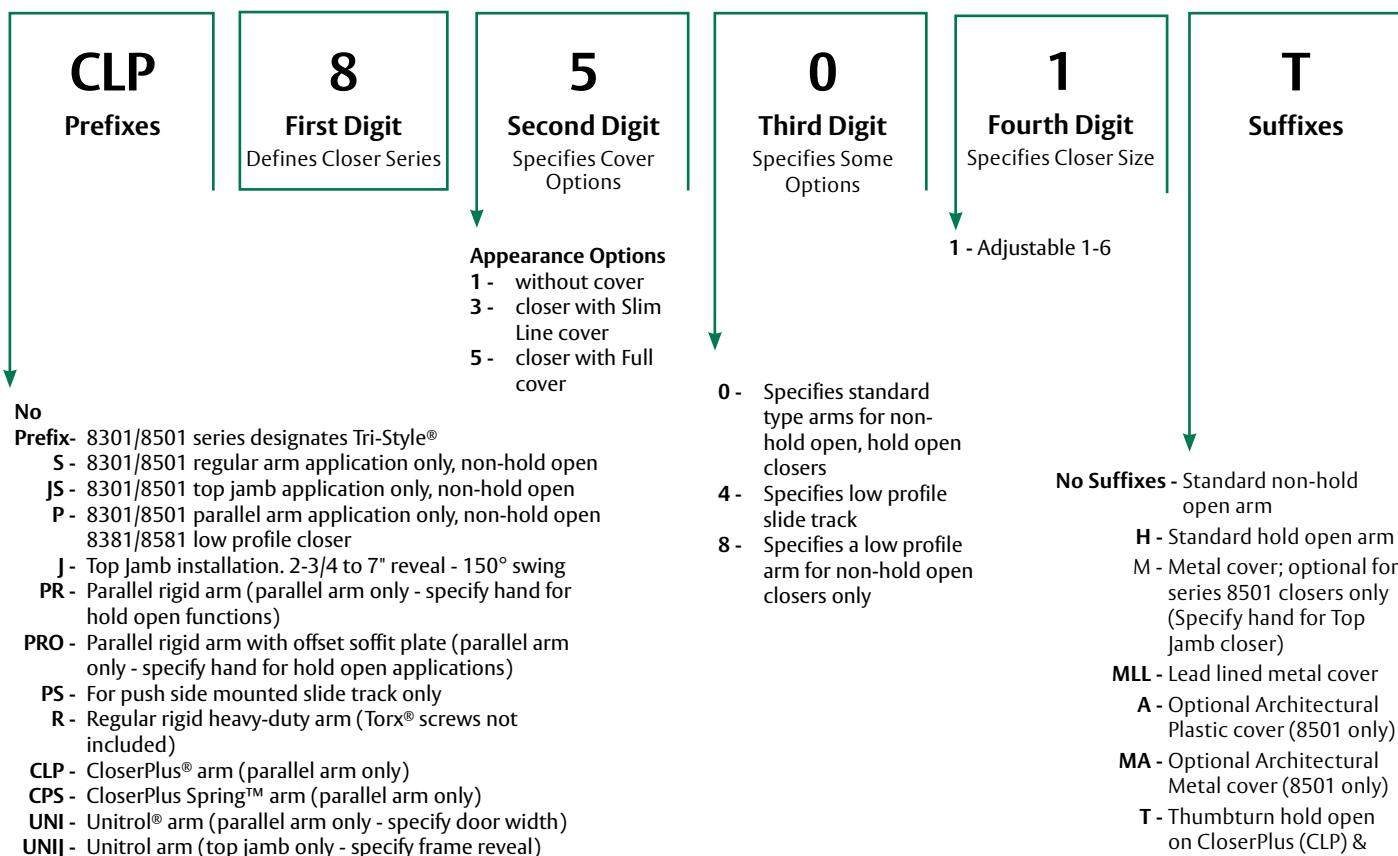 CLP
Prefixes
8
First Digit
Defines Closer Series
5
Second Digit
Specifies Cover
Options
0
Third Digit
Specifies Some
Options
1
Fourth Digit
Specifies Closer Size
T
Suffixes
No
Prefix- 8301/8501 series designates Tri-Style®
S - 8301/8501 regular arm application only, non-hold open
JS - 8301/8501 top jamb application only, non-hold open
P - 8301/8501 parallel arm application only, non-hold open
8381/8581 low profile closer
J - Top Jamb installation. 2-3/4 to 7" reveal - 150° swing
PR - Parallel rigid arm (parallel arm only - specify hand for
hold open functions)
PRO - Parallel rigid arm with offset soffit plate (parallel arm
only - specify hand for hold open applications)
PS - For push side mounted slide track only
R - Regular rigid heavy-duty arm (Torx® screws not
included)
CLP - CloserPlus® arm (parallel arm only)
CPS - CloserPlus Spring™ arm (parallel arm only)
UNI - Unitrol® arm (parallel arm only - specify door width)
UNIJ - Unitrol arm (top jamb only - specify frame reveal)
Appearance Options
1 - without cover
3 - closer with Slim
Line cover
5 - closer with Full
cover
0 - Specifies standard
type arms for non-
hold open, hold open
closers
4 - Specifies low profile
slide track
8 - Specifies a low profile
arm for non-hold open
closers only
1 - Adjustable 1-6
No Suffixes - Standard non-hold
open arm
H - Standard hold open arm
M - Metal cover; optional for
series 8501 closers only
(Specify hand for Top
Jamb closer)
MLL - Lead lined metal cover
A - Optional Architectural
Plastic cover (8501 only)
MA - Optional Architectural
Metal cover (8501 only)
T - Thumbturn hold open
on CloserPlus (CLP) &